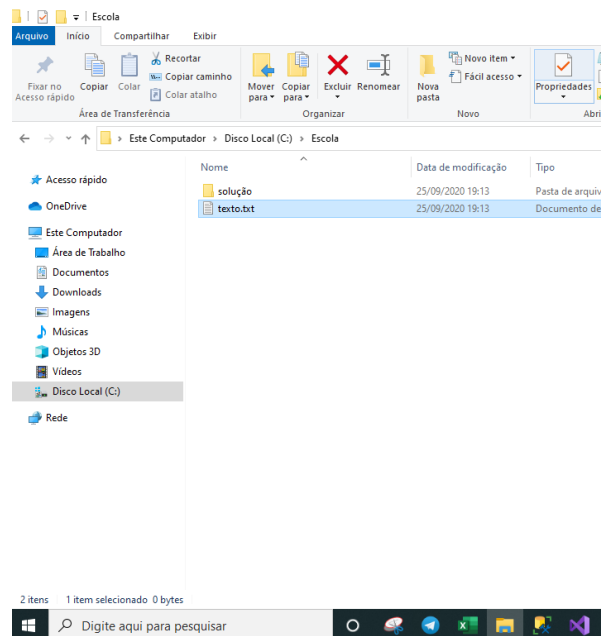 Escola
Arquivo Início Compartilhar Exibir
Fixar no Acesso rápido
Copiar
Colar
Recortar
Copiar caminho
Colar atalho
Mover para
Copiar para
Excluir
Renomear
Nova pasta
Novo item
Fácil acesso
Propriedades
Área de Transferência Organizar Novo Abri
Este Computador > Disco Local (C:) > Escola
Nome Data de modificação Tipo
solução 25/09/2020 19:13 Pasta de arquiv
texto.txt 25/09/2020 19:13 Documento de
Acesso rápido
OneDrive
Este Computador
Área de Trabalho
Documentos
Downloads
Imagens
Músicas
Objetos 3D
Vídeos
Disco Local (C:)
Rede
2 itens 1 item selecionado 0 bytes
Digite aqui para pesquisar